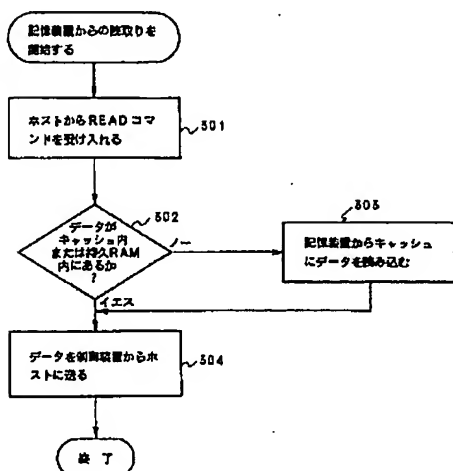 記憶装置からの読取りを
開始する
ホストからREADコマ
ンドを受け入れる
301
302
データが
キャッシュ内
または持久RAM
内にあるか
?
ノー
303
記憶装置からキャッシュ
にデータを読み込む
イエス
データを制御装置からホ
ストに送る
304
終 了